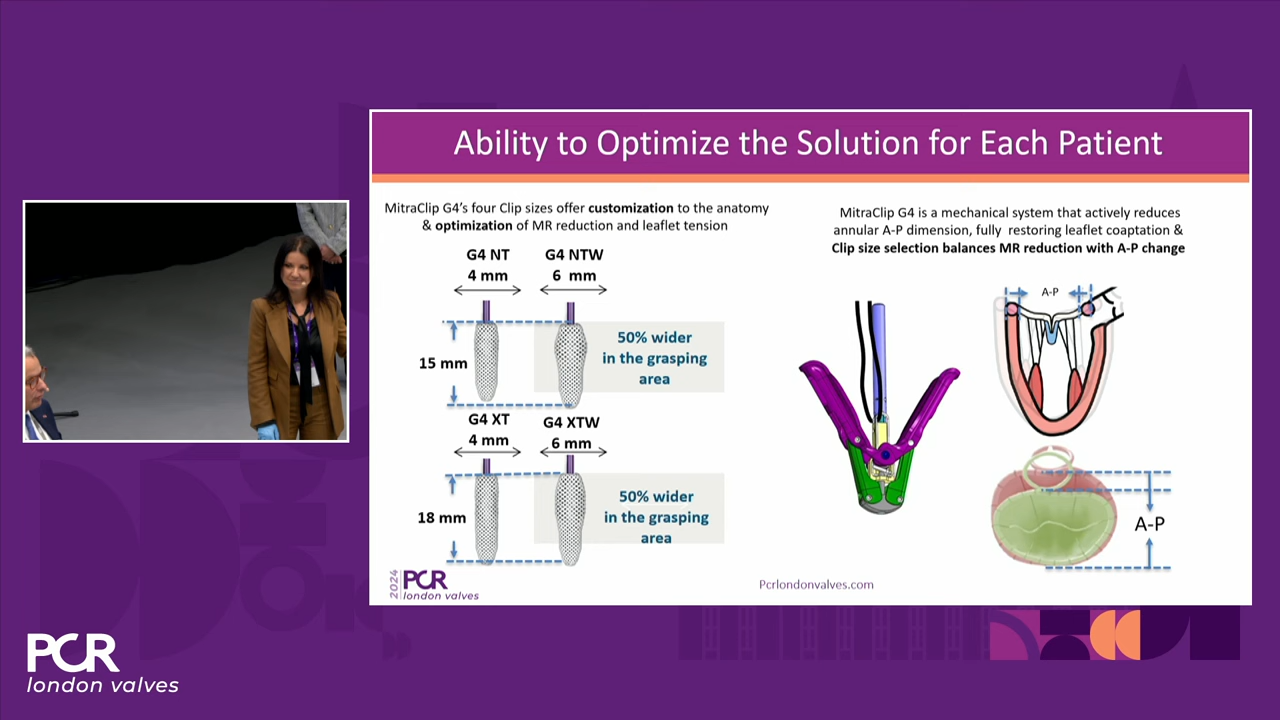 Ability to Optimize the Solution for Each Patient
MitraClip G4's four Clip sizes offer customization to the anatomy
& optimization of MR reduction and leaflet tension
G4 NT
4 mm
G4 NTW
6 mm
15 mm
50% wider
in the grasping
area
G4 XT
4 mm
G4 XTW
6 mm
18 mm
50% wider
in the grasping
area
MitraClip G4 is a mechanical system that actively reduces
annular A-P dimension, fully restoring leaflet coaptation &
Clip size selection balances MR reduction with A-P change
A-P
A-P
2024
PCR
london valves
Pcrlondonvalves.com
PCR
london valves